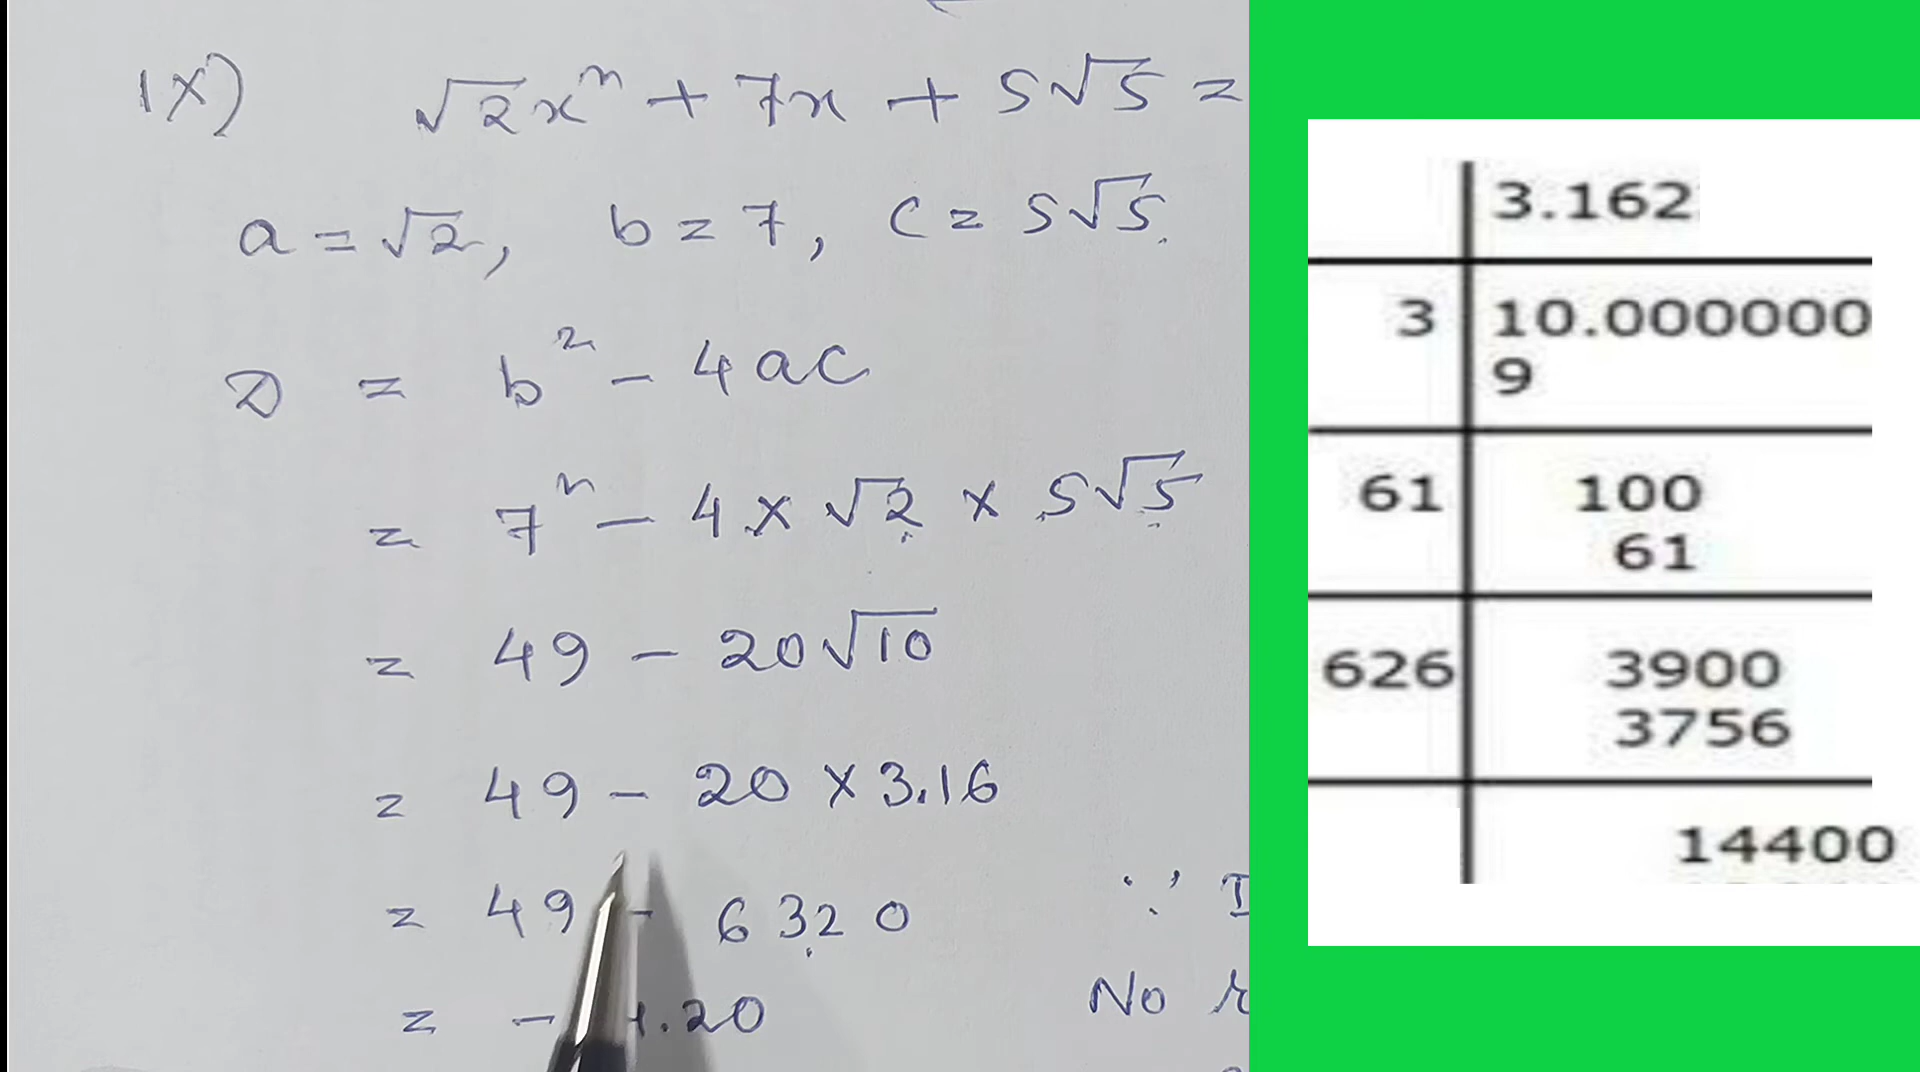 IX) √2x² + 7x + 5√5 =
a = √2, b = 7, c = 5√5.
D = b² - 4ac
= 7² - 4 × √2 × 5√5
= 49 - 20√10
= 49 - 20 × 3.16
= 49 - 63.20
= - .20
∵
No
3.162
3 10.000000
9
61 100
61
626 3900
3756
14400